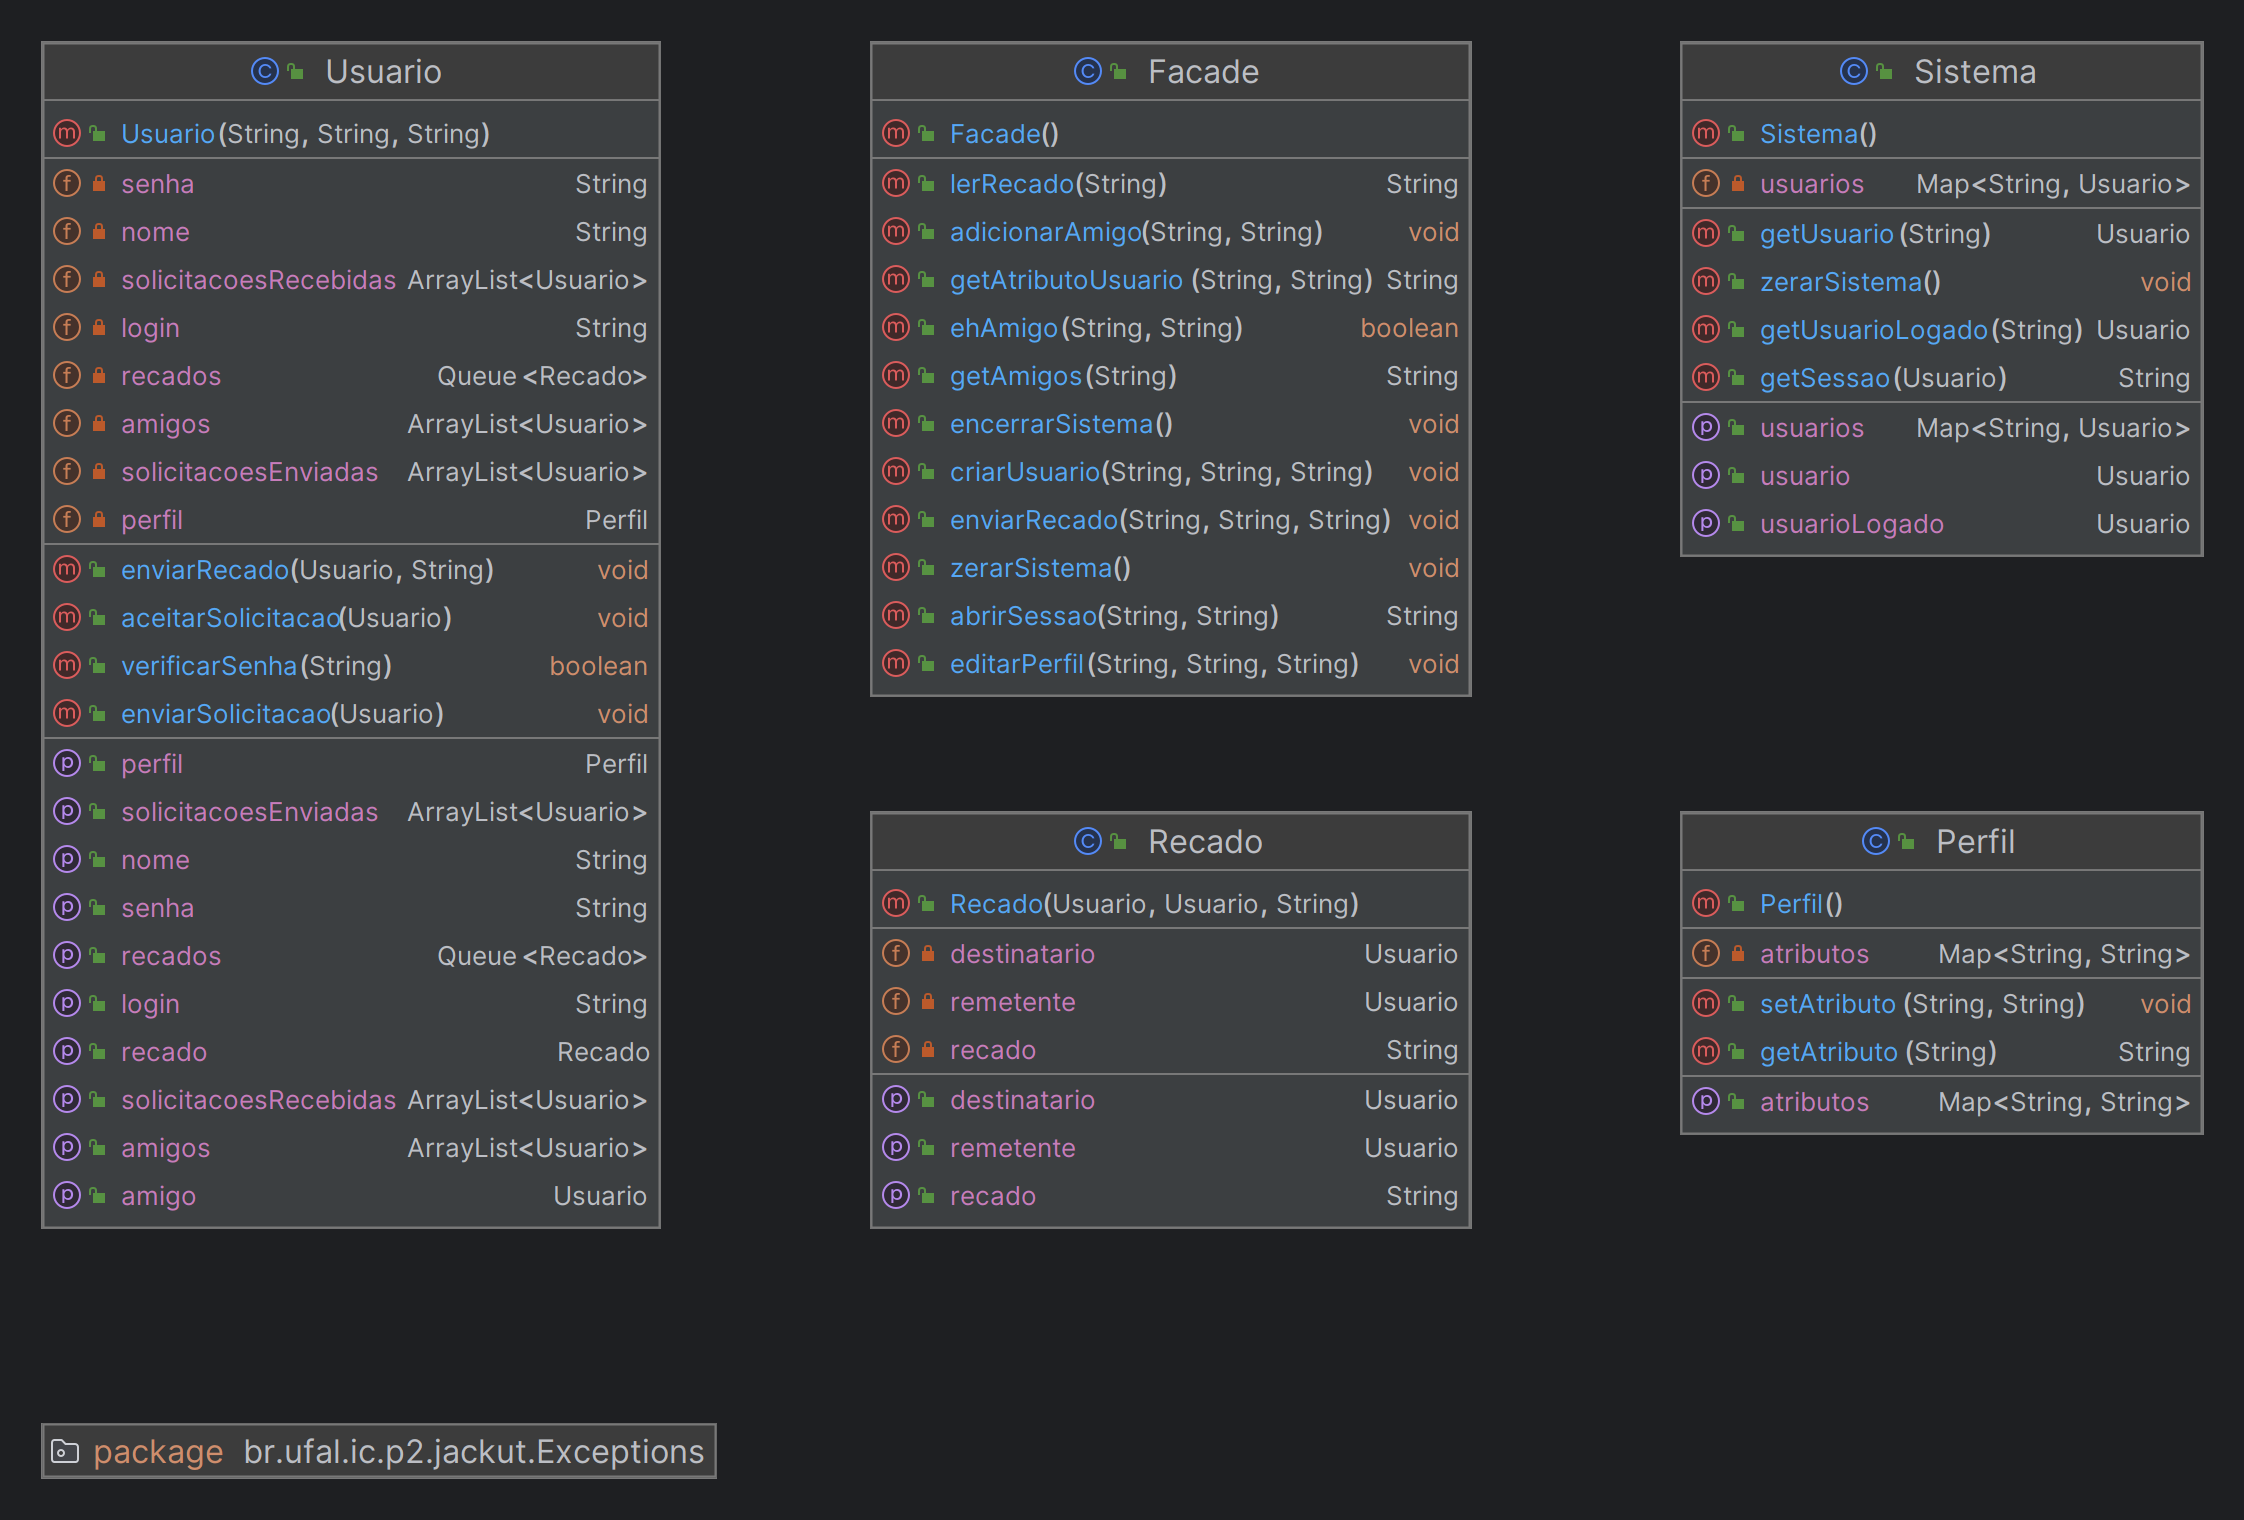 Usuario
Usuario(String, String, String)
senha String
nome String
solicitacoesRecebidas ArrayList<Usuario>
login String
recados Queue<Recado>
amigos ArrayList<Usuario>
solicitacoesEnviadas ArrayList<Usuario>
perfil Perfil
enviarRecado(Usuario, String) void
aceitarSolicitacao(Usuario) void
verificarSenha(String) boolean
enviarSolicitacao(Usuario) void
perfil Perfil
solicitacoesEnviadas ArrayList<Usuario>
nome String
senha String
recados Queue<Recado>
login String
recado Recado
solicitacoesRecebidas ArrayList<Usuario>
amigos ArrayList<Usuario>
amigo Usuario
Facade
Facade()
lerRecado(String) String
adicionarAmigo(String, String) void
getAtributoUsuario(String, String) String
ehAmigo(String, String) boolean
getAmigos(String) String
encerrarSistema() void
criarUsuario(String, String, String) void
enviarRecado(String, String, String) void
zerarSistema() void
abrirSessao(String, String) String
editarPerfil(String, String, String) void
Sistema
Sistema()
usuarios Map<String, Usuario>
getUsuario(String) Usuario
zerarSistema() void
getUsuarioLogado(String) Usuario
getSessao(Usuario) String
usuarios Map<String, Usuario>
usuario Usuario
usuarioLogado Usuario
Recado
Recado(Usuario, Usuario, String)
destinatario Usuario
remetente Usuario
recado String
destinatario Usuario
remetente Usuario
recado String
Perfil
Perfil()
atributos Map<String, String>
setAtributo(String, String) void
getAtributo(String) String
atributos Map<String, String>
package br.ufal.ic.p2.jackut.Exceptions